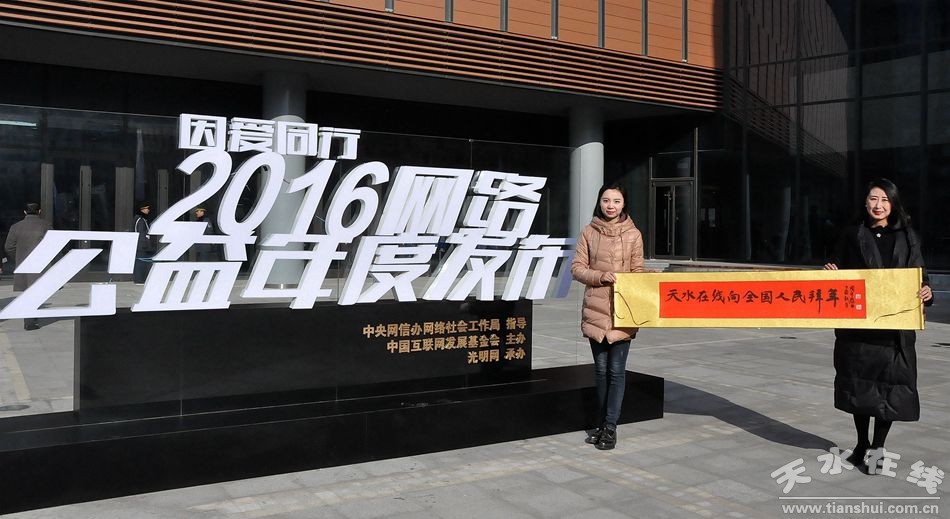 因爱同行
2016网络
公益年度发布
中央网信办网络社会工作局 指导
中国互联网发展基金会 主办
光明网 承办
天水在线向全国人民拜年
天水在线
www.tianshui.com.cn